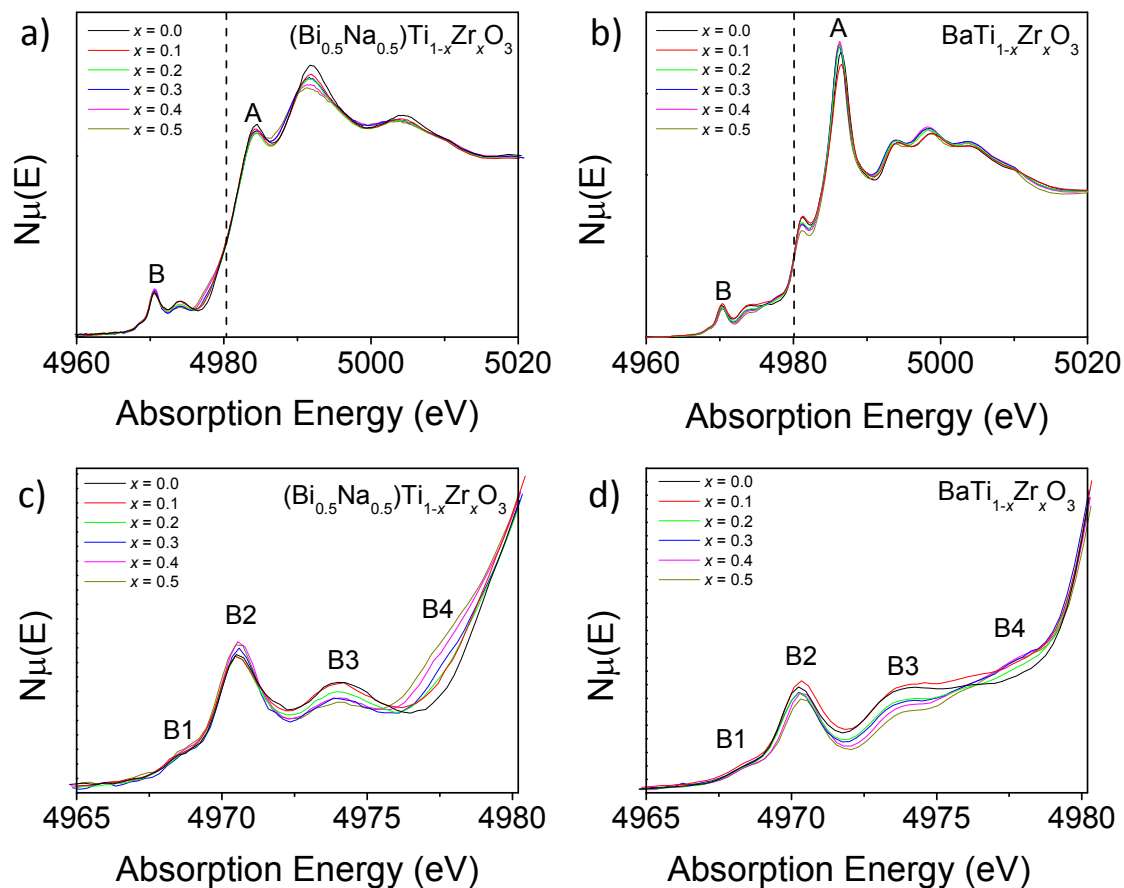 a)
x = 0.0
x = 0.1
x = 0.2
x = 0.3
x = 0.4
x = 0.5
(Bi0.5Na0.5)Ti1-xZrxO3
A
B
Nμ(E)
4960 4980 5000 5020
Absorption Energy (eV)
b)
x = 0.0
x = 0.1
x = 0.2
x = 0.3
x = 0.4
x = 0.5
A
BaTi1-xZrxO3
B
Nμ(E)
4960 4980 5000 5020
Absorption Energy (eV)
c)
x = 0.0
x = 0.1
x = 0.2
x = 0.3
x = 0.4
x = 0.5
(Bi0.5Na0.5)Ti1-xZrxO3
B2
B4
B3
B1
Nμ(E)
4965 4970 4975 4980
Absorption Energy (eV)
d)
x = 0.0
x = 0.1
x = 0.2
x = 0.3
x = 0.4
x = 0.5
BaTi1-xZrxO3
B4
B2
B3
B1
Nμ(E)
4965 4970 4975 4980
Absorption Energy (eV)